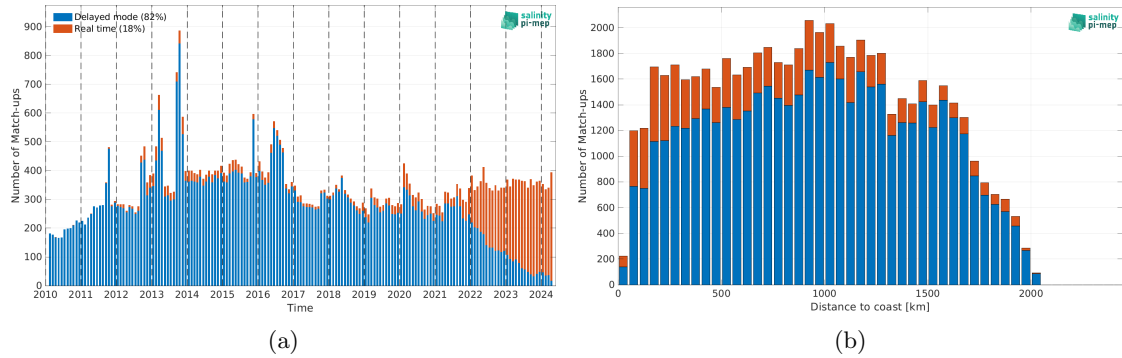 Delayed mode (82%)
Real time (18%)
salinity
pi-mep
Number of Match-ups
900
800
700
600
500
400
300
200
100
0
2010 2011 2012 2013 2014 2015 2016 2017 2018 2019 2020 2021 2022 2023 2024
Time
(a)
salinity
pi-mep
Number of Match-ups
2000
1800
1600
1400
1200
1000
800
600
400
200
0
0 500 1000 1500 2000
Distance to coast [km]
(b)